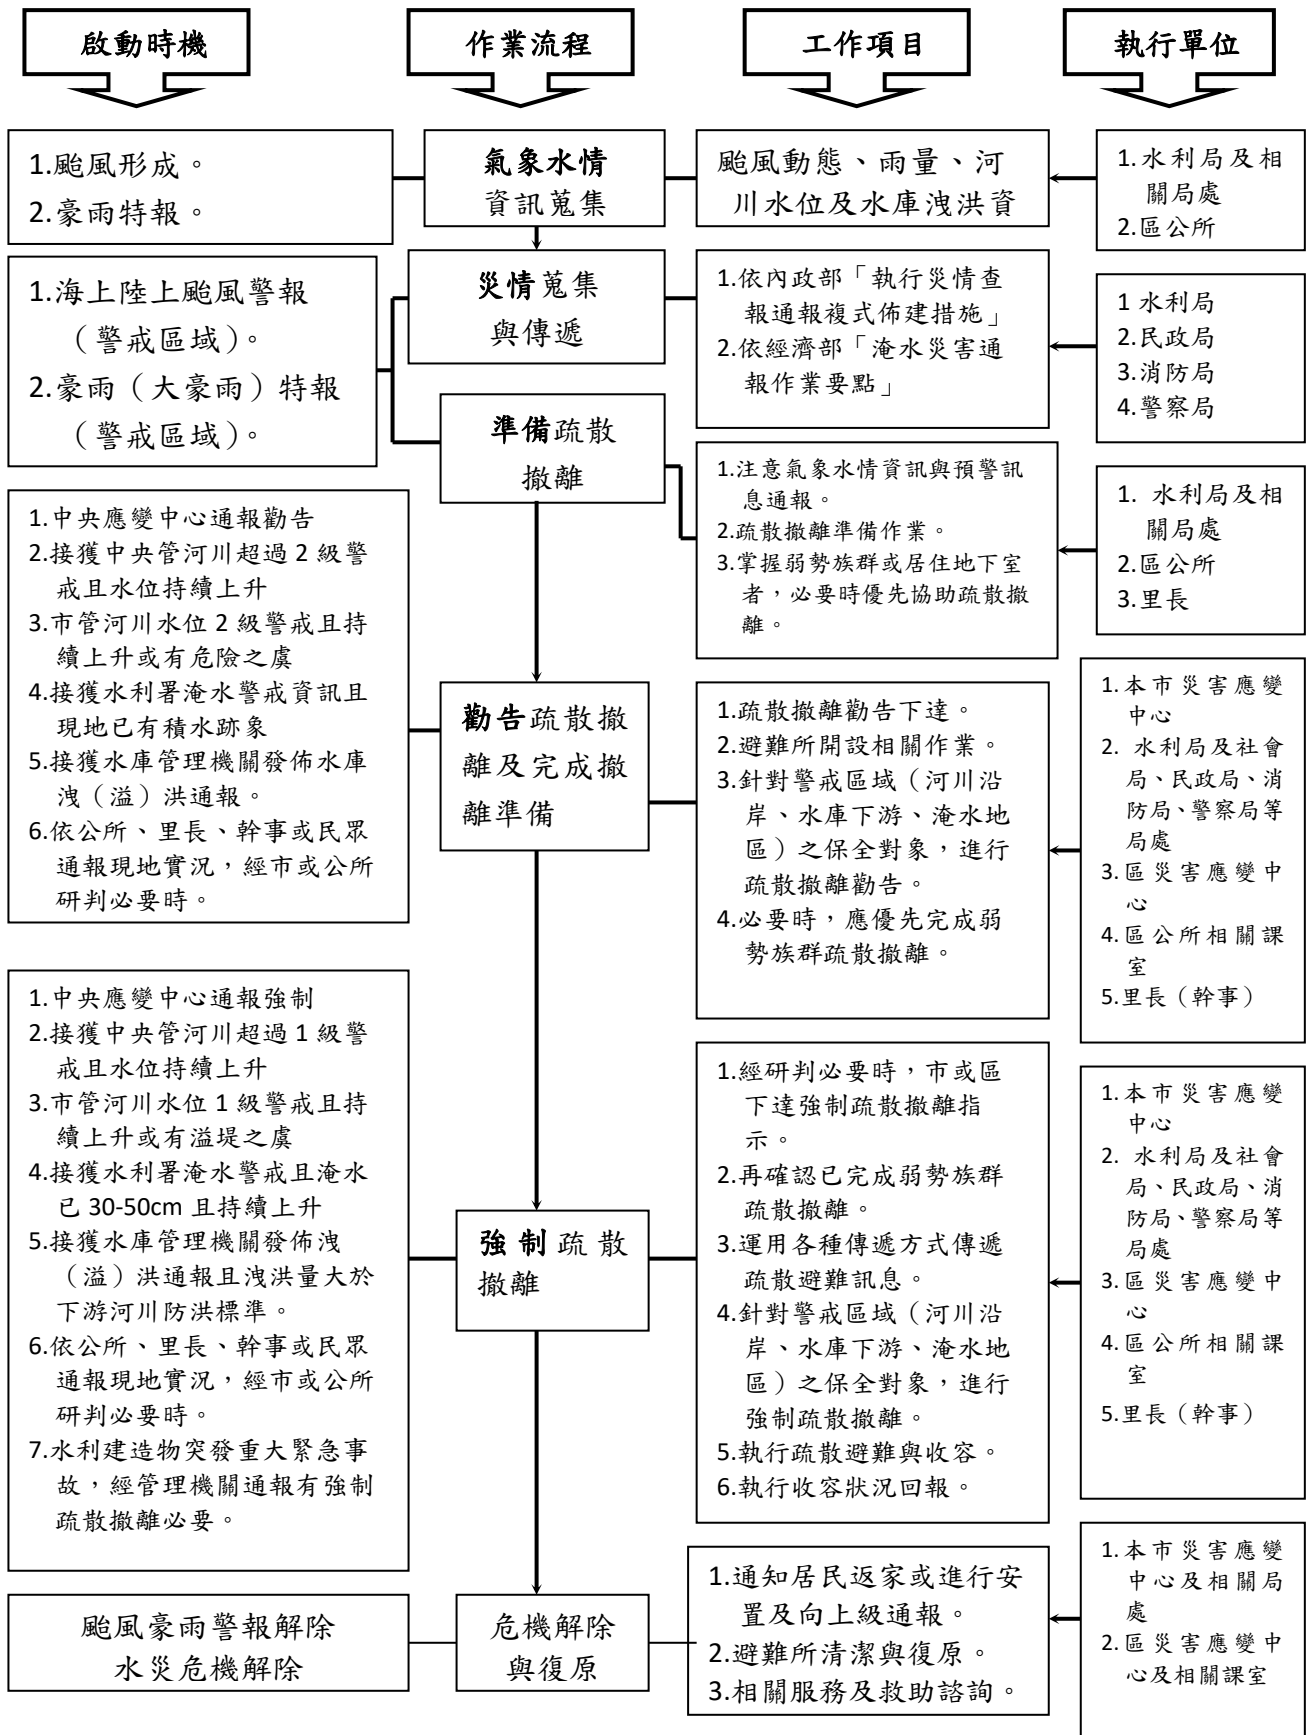 啟動時機
作業流程
工作項目
執行單位
1.颱風形成。
2.豪雨特報。
氣象水情
資訊蒐集
颱風動態、雨量、河
川水位及水庫洩洪資
1.水利局及相
關局處
2.區公所
1.海上陸上颱風警報
（警戒區域）。
2.豪雨（大豪雨）特報
（警戒區域）。
災情蒐集
與傳遞
1.依內政部「執行災情查
報通報複式佈建措施」
2.依經濟部「淹水災害通
報作業要點」
1 水利局
2.民政局
3.消防局
4.警察局
準備疏散
撤離
1.注意氣象水情資訊與預警訊
息通報。
2.疏散撤離準備作業。
3.掌握弱勢族群或居住地下室
者，必要時優先協助疏散撤
離。
1. 水利局及相
關局處
2.區公所
3.里長
1.中央應變中心通報勸告
2.接獲中央管河川超過 2 級警
戒且水位持續上升
3.市管河川水位 2 級警戒且持
續上升或有危險之虞
4.接獲水利署淹水警戒資訊且
現地已有積水跡象
5.接獲水庫管理機關發佈水庫
洩（溢）洪通報。
6.依公所、里長、幹事或民眾
通報現地實況，經市或公所
研判必要時。
勸告疏散撤
離及完成撤
離準備
1.疏散撤離勸告下達。
2.避難所開設相關作業。
3.針對警戒區域（河川沿
岸、水庫下游、淹水地
區）之保全對象，進行
疏散撤離勸告。
4.必要時，應優先完成弱
勢族群疏散撤離。
1.本市災害應變
中心
2. 水利局及社會
局、民政局、消
防局、警察局等
局處
3.區災害應變中
心
4.區公所相關課
室
5.里長（幹事）
1.中央應變中心通報強制
2.接獲中央管河川超過 1 級警
戒且水位持續上升
3.市管河川水位 1 級警戒且持
續上升或有溢堤之虞
4.接獲水利署淹水警戒且淹水
已 30-50cm 且持續上升
5.接獲水庫管理機關發佈洩
（溢）洪通報且洩洪量大於
下游河川防洪標準。
6.依公所、里長、幹事或民眾
通報現地實況，經市或公所
研判必要時。
7.水利建造物突發重大緊急事
故，經管理機關通報有強制
疏散撤離必要。
強制疏散
撤離
1.經研判必要時，市或區
下達強制疏散撤離指
示。
2.再確認已完成弱勢族群
疏散撤離。
3.運用各種傳遞方式傳遞
疏散避難訊息。
4.針對警戒區域（河川沿
岸、水庫下游、淹水地
區）之保全對象，進行
強制疏散撤離。
5.執行疏散避難與收容。
6.執行收容狀況回報。
1.本市災害應變
中心
2. 水利局及社會
局、民政局、消
防局、警察局等
局處
3.區災害應變中
心
4.區公所相關課
室
5.里長（幹事）
颱風豪雨警報解除
水災危機解除
危機解除
與復原
1.通知居民返家或進行安
置及向上級通報。
2.避難所清潔與復原。
3.相關服務及救助諮詢。
1.本市災害應變
中心及相關局
處
2.區災害應變中
心及相關課室